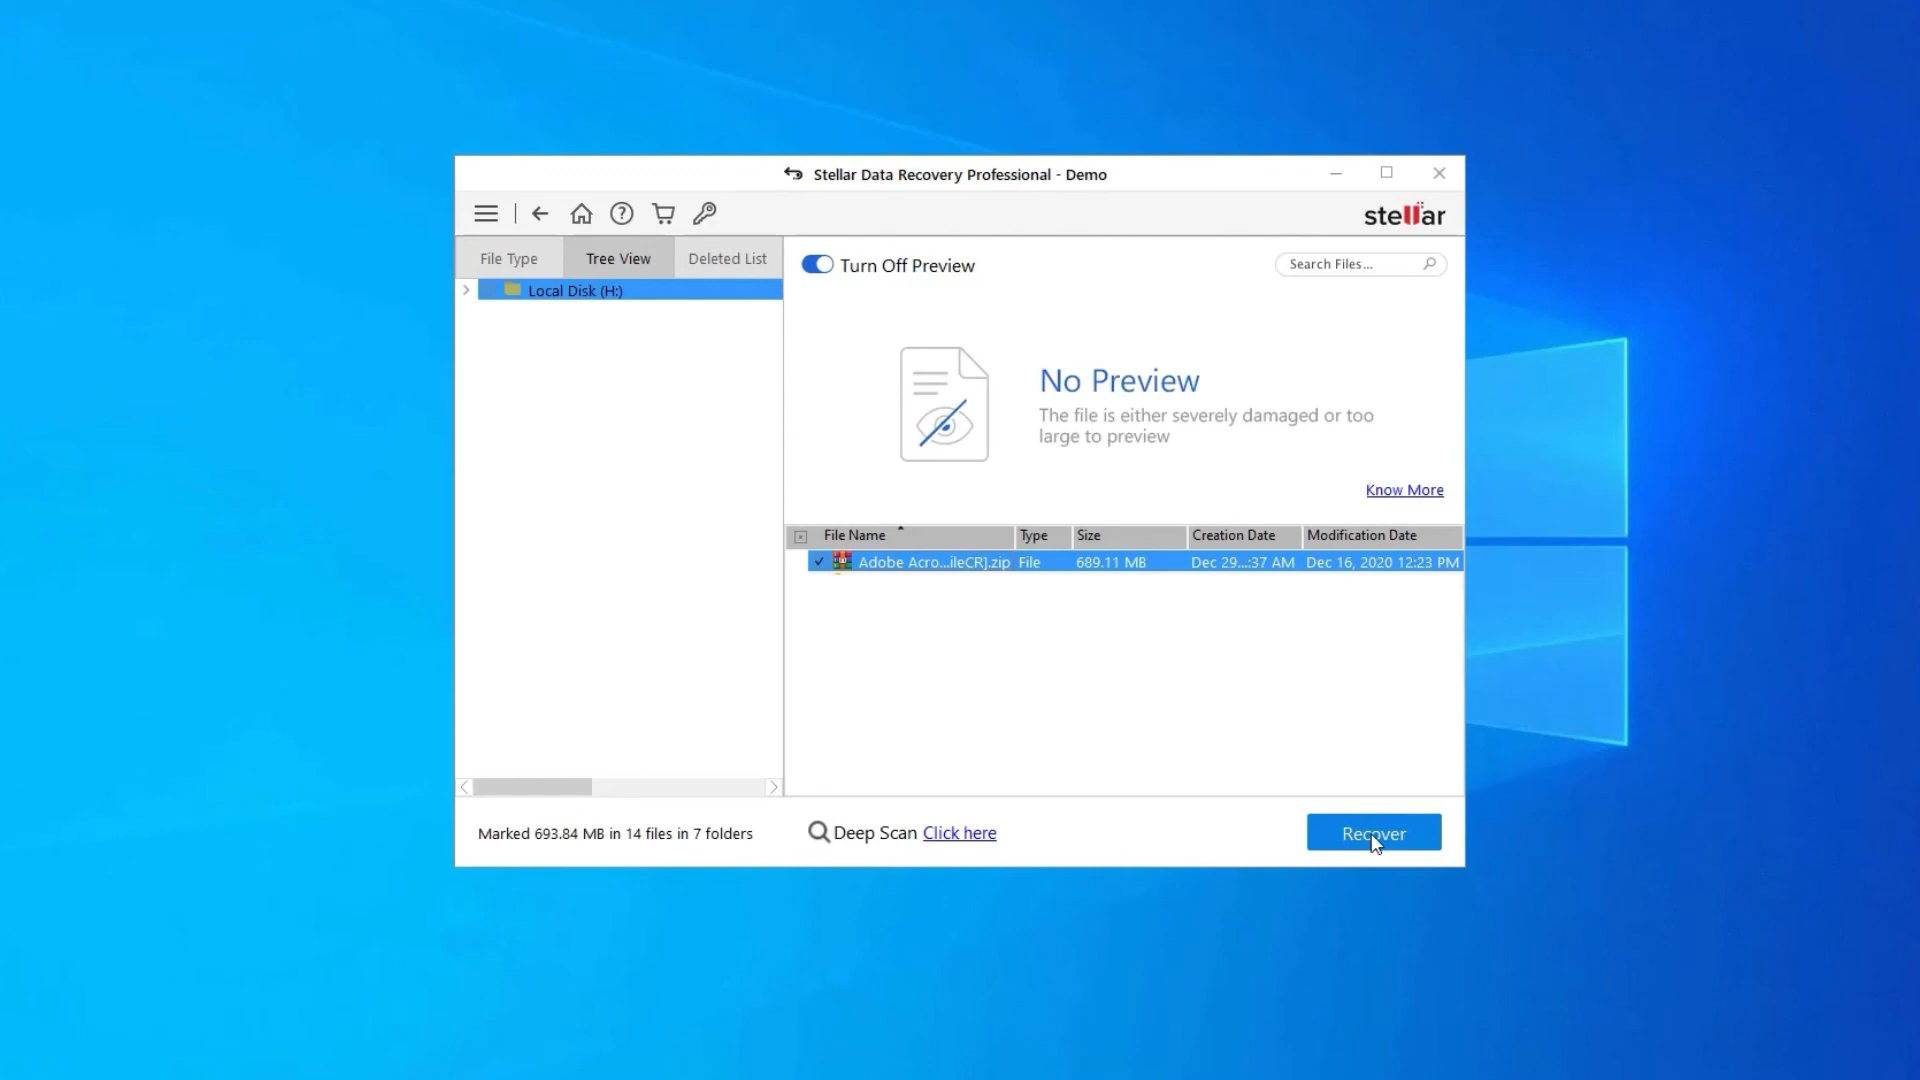 Stellar Data Recovery Professional - Demo
stellar
File Type
Tree View
Deleted List
Turn Off Preview
Search Files...
Local Disk (H:)
No Preview
The file is either severely damaged or too
large to preview
Know More
File Name Type Size Creation Date Modification Date
Adobe Acro...ileCR].zip File 689.11 MB Dec 29...:37 AM Dec 16, 2020 12:23 PM
Marked 693.84 MB in 14 files in 7 folders
Deep Scan Click here
Recover